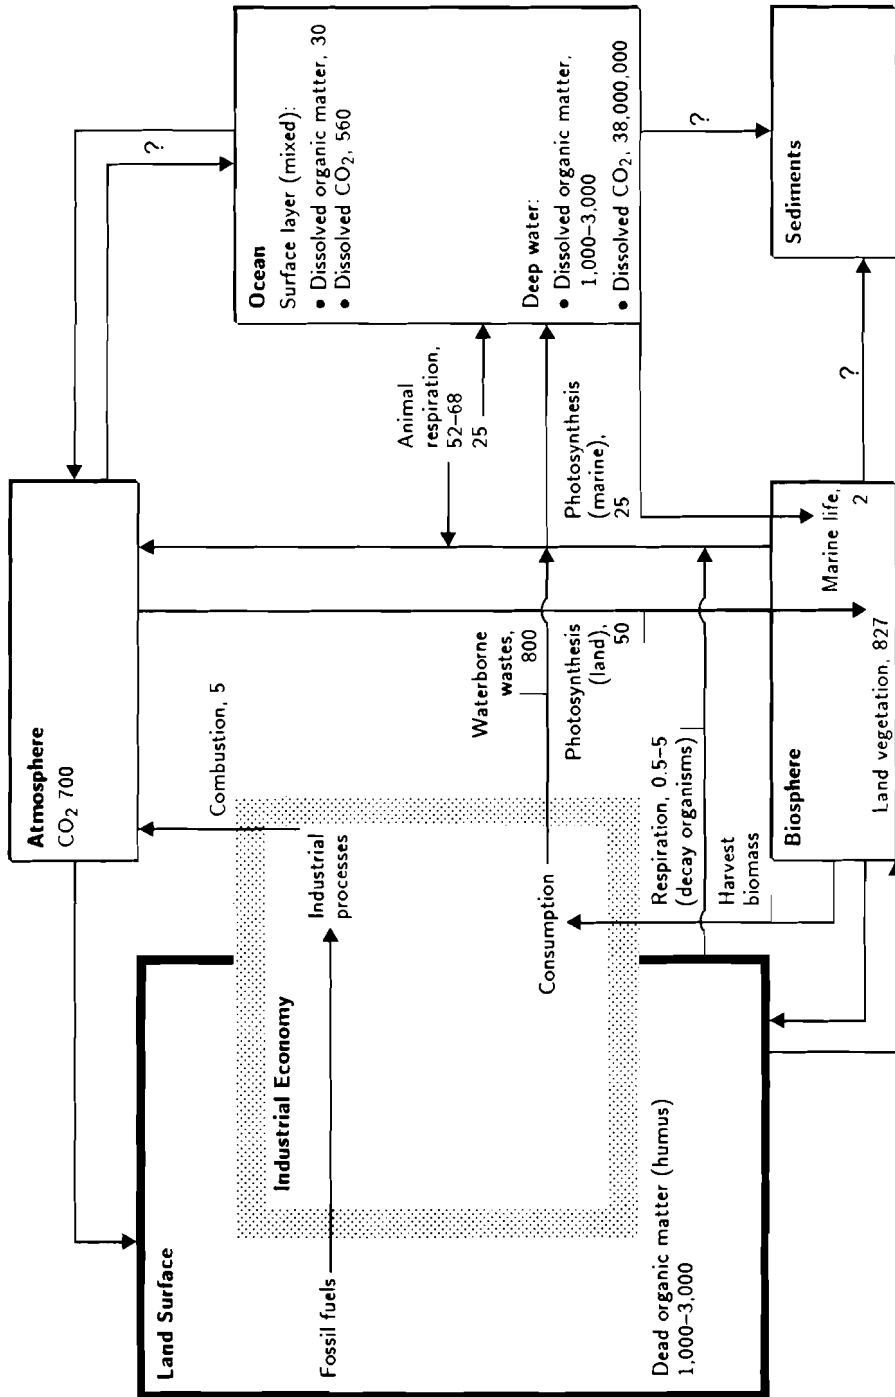 Atmosphere
CO2 700
Combustion, 5
?
Land Surface
Fossil fuels
Industrial Economy
Industrial
processes
Consumption
Dead organic matter (humus)
1,000–3,000
Animal
respiration,
52–68
25
Waterborne
wastes,
800
Photosynthesis
(land),
50
Photosynthesis
(marine),
25
Respiration, 0.5–5
(decay organisms)
Harvest
biomass
Ocean
Surface layer (mixed):
• Dissolved organic matter, 30
• Dissolved CO2, 560
Deep water:
• Dissolved organic matter,
1,000–3,000
• Dissolved CO2, 38,000,000
?
Biosphere
Marine life,
2
Land vegetation, 827
?
Sediments